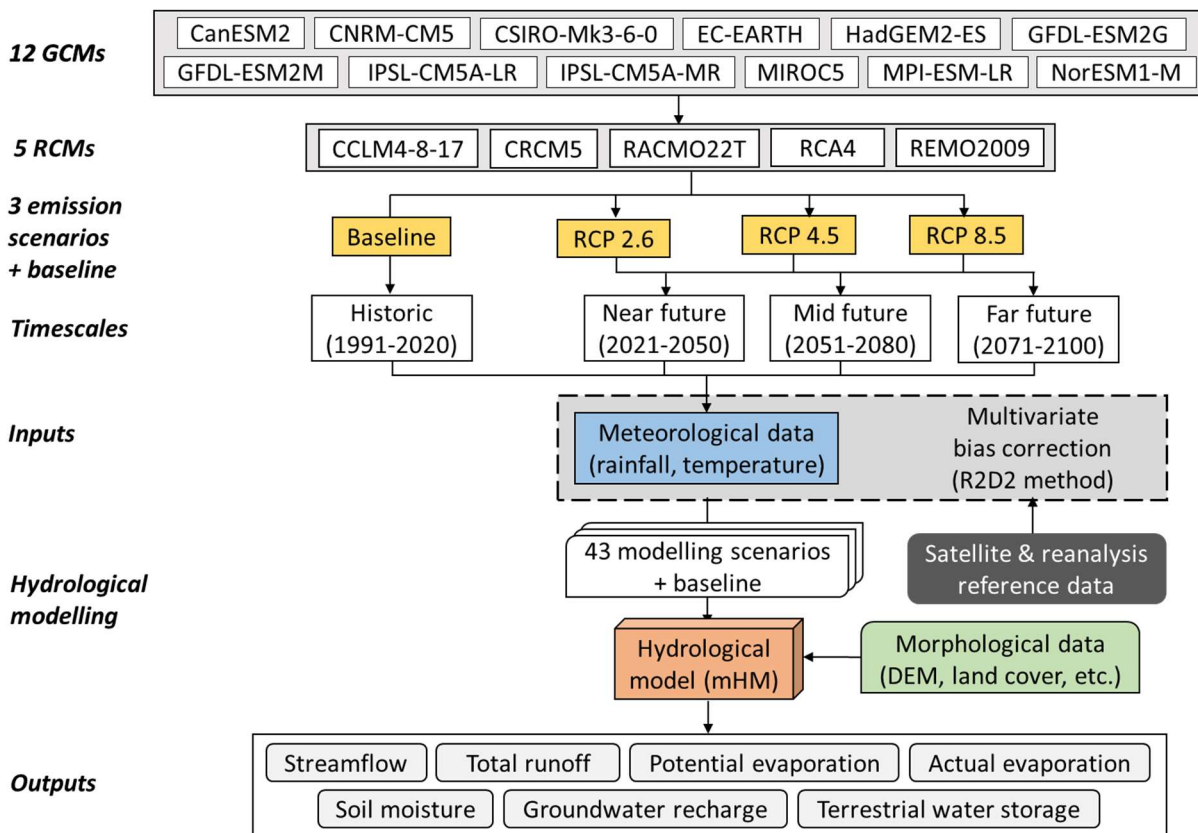 12 GCMs
CanESM2 CNRM-CM5 CSIRO-Mk3-6-0 EC-EARTH HadGEM2-ES GFDL-ESM2G
GFDL-ESM2M IPSL-CM5A-LR IPSL-CM5A-MR MIROC5 MPI-ESM-LR NorESM1-M
5 RCMs
CCLM4-8-17 CRCM5 RACMO22T RCA4 REMO2009
3 emission
scenarios
+ baseline
Baseline RCP 2.6 RCP 4.5 RCP 8.5
Timescales
Historic
(1991-2020)
Near future
(2021-2050)
Mid future
(2051-2080)
Far future
(2071-2100)
Inputs
Meteorological data
(rainfall, temperature)
Multivariate
bias correction
(R2D2 method)
Hydrological
modelling
43 modelling scenarios
+ baseline
Satellite & reanalysis
reference data
Hydrological
model (mHM)
Morphological data
(DEM, land cover, etc.)
Outputs
Streamflow Total runoff Potential evaporation Actual evaporation
Soil moisture Groundwater recharge Terrestrial water storage